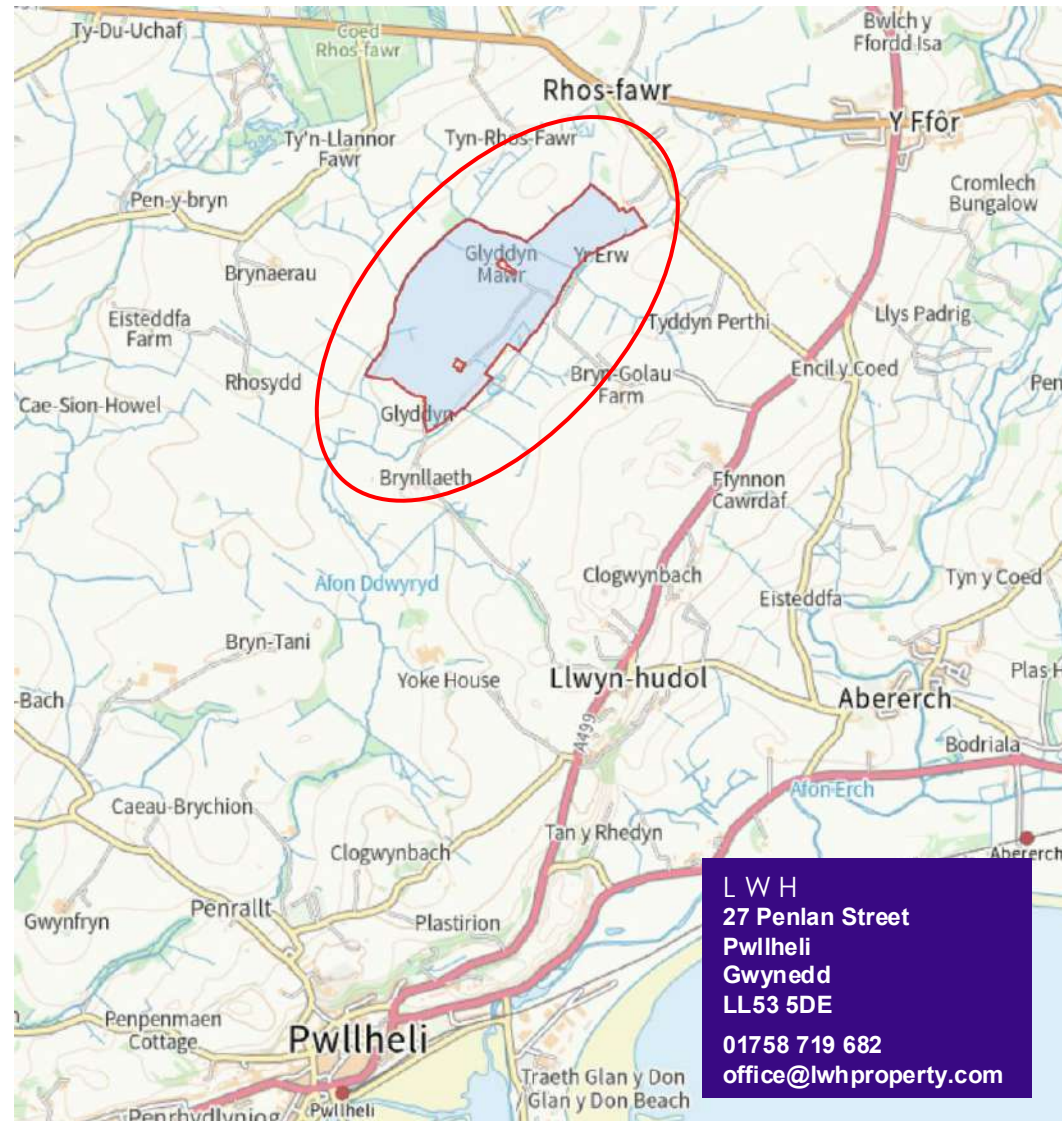 Ty-Du-Uchaf
Coed
Rhos-fawr
Bwlch y
Ffordd Isa
Rhos-fawr
Y Ffôr
Ty'n-Llannor
Fawr
Tyn-Rhos-Fawr
Pen-y-bryn
Cromlech
Bungalow
Brynaerau
Glyddyn
Mawr
Yr Erw
Eisteddfa
Farm
Tyddyn Perthi
Llys Padrig
Rhosydd
Bryn-Golau
Farm
Encil y Coed
Pen
Cae-Sion-Howel
Glyddyn
Brynllaeth
Ffynnon
Cawrdaf
Afon Ddwyryd
Clogwynbach
Tyn y Coed
Eisteddfa
Bryn-Tani
Yoke House
Llwyn-hudol
Plas H
-Bach
Abererch
A499
Bodriala
Caeau-Brychion
Afon Erch
Tan y Rhedyn
Clogwynbach
Abererch
Gwynfryn
Penrallt
Plastirion
Penpenmaen
Cottage
Pwllheli
Traeth Glan y Don
/ Glan y Don Beach
Penrhydlyniog
Pwllheli
L W H
27 Penlan Street
Pwllheli
Gwynedd
LL53 5DE
01758 719 682
office@lwhproperty.com